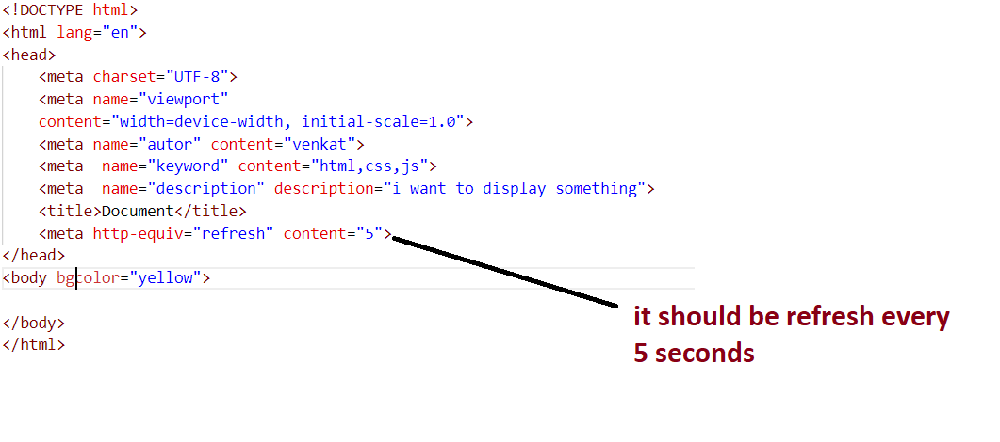 <!DOCTYPE html>
<html lang="en">
<head>
    <meta charset="UTF-8">
    <meta name="viewport"
    content="width=device-width, initial-scale=1.0">
    <meta name="autor" content="venkat">
    <meta  name="keyword" content="html,css,js">
    <meta  name="description" description="i want to display something">
    <title>Document</title>
    <meta http-equiv="refresh" content="5">
</head>
<body bgcolor="yellow">
it should be refresh every
5 seconds
</body>
</html>